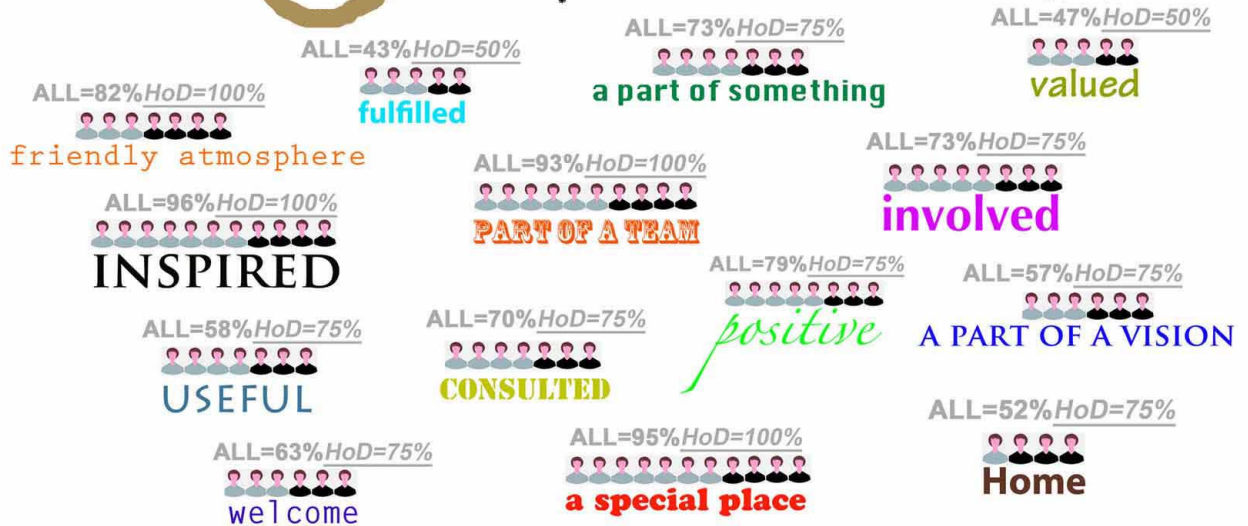 ALL=47%HoD=50%
valued
ALL=73%HoD=75%
a part of something
ALL=43%HoD=50%
fulfilled
ALL=82%HoD=100%
friendly atmosphere
ALL=73%HoD=75%
involved
ALL=93%HoD=100%
PART OF A TEAM
ALL=96%HoD=100%
INSPIRED
ALL=79%HoD=75%
positive
ALL=57%HoD=75%
A PART OF A VISION
ALL=58%HoD=75%
USEFUL
ALL=70%HoD=75%
CONSULTED
ALL=52%HoD=75%
Home
ALL=63%HoD=75%
welcome
ALL=95%HoD=100%
a special place